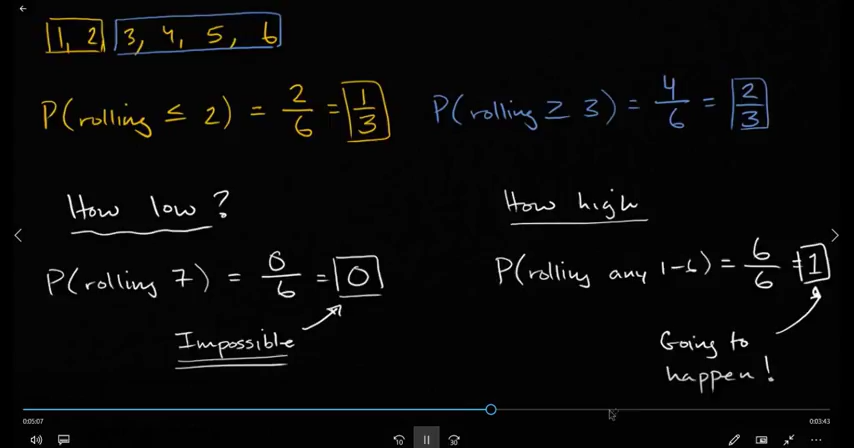 1, 2, 3, 4, 5, 6
P(rolling ≤ 2) = 2/6 = 1/3
P(rolling ≥ 3) = 4/6 = 2/3
How low?
How high
P(rolling 7) = 0/6 = 0
P(rolling any 1-6) = 6/6 = 1
Impossible
Going to
happen!
0:05:07
0:03:43
10
30